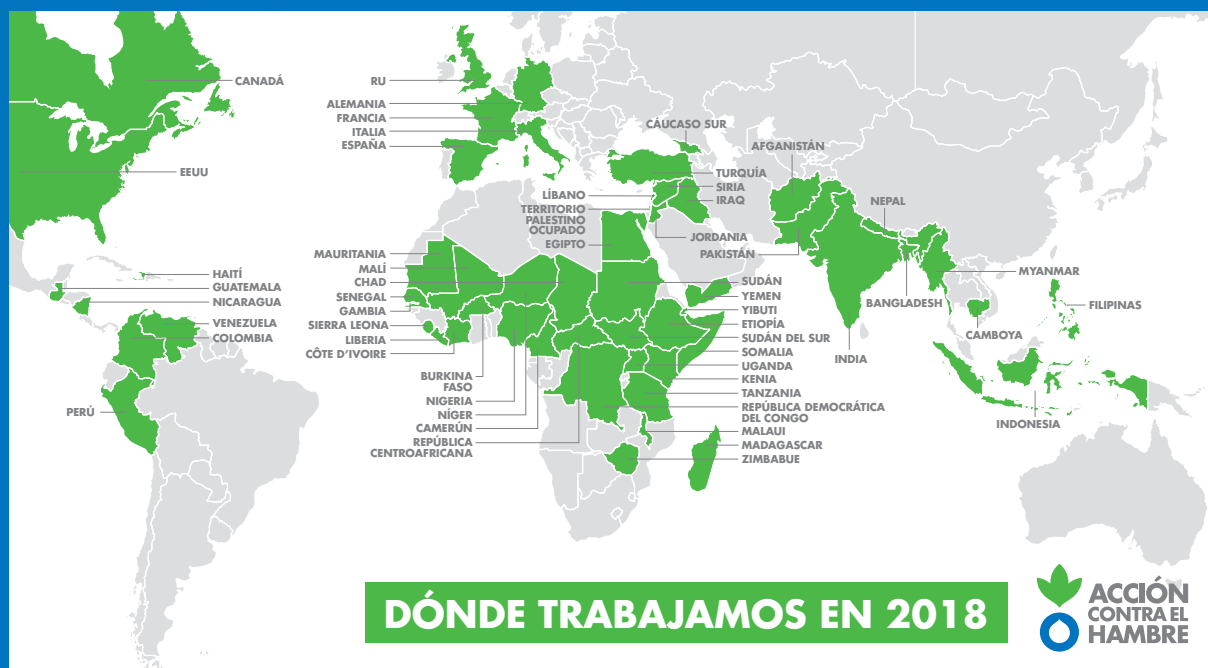 CANADÁ
EEUU
HAITÍ
GUATEMALA
NICARAGUA
VENEZUELA
COLOMBIA
PERÚ
RU
ALEMANIA
FRANCIA
ITALIA
ESPAÑA
CÁUCASO SUR
TURQUÍA
SIRIA
IRAQ
LÍBANO
TERRITORIO
PALESTINO
OCUPADO
EGIPTO
JORDANIA
AFGANISTÁN
PAKISTÁN
NEPAL
BANGLADESH
INDIA
MYANMAR
CAMBOYA
FILIPINAS
INDONESIA
MAURITANIA
MALÍ
CHAD
SENEGAL
GAMBIA
SIERRA LEONA
LIBERIA
CÔTE D'IVOIRE
BURKINA
FASO
NIGERIA
NÍGER
CAMERÚN
REPÚBLICA
CENTROAFRICANA
SUDÁN
YEMEN
YIBUTI
ETIOPÍA
SUDÁN DEL SUR
SOMALIA
UGANDA
KENIA
TANZANIA
REPÚBLICA DEMOCRÁTICA
DEL CONGO
MALAUI
MADAGASCAR
ZIMBABUE
DÓNDE TRABAJAMOS EN 2018
ACCIÓN
CONTRA EL
HAMBRE